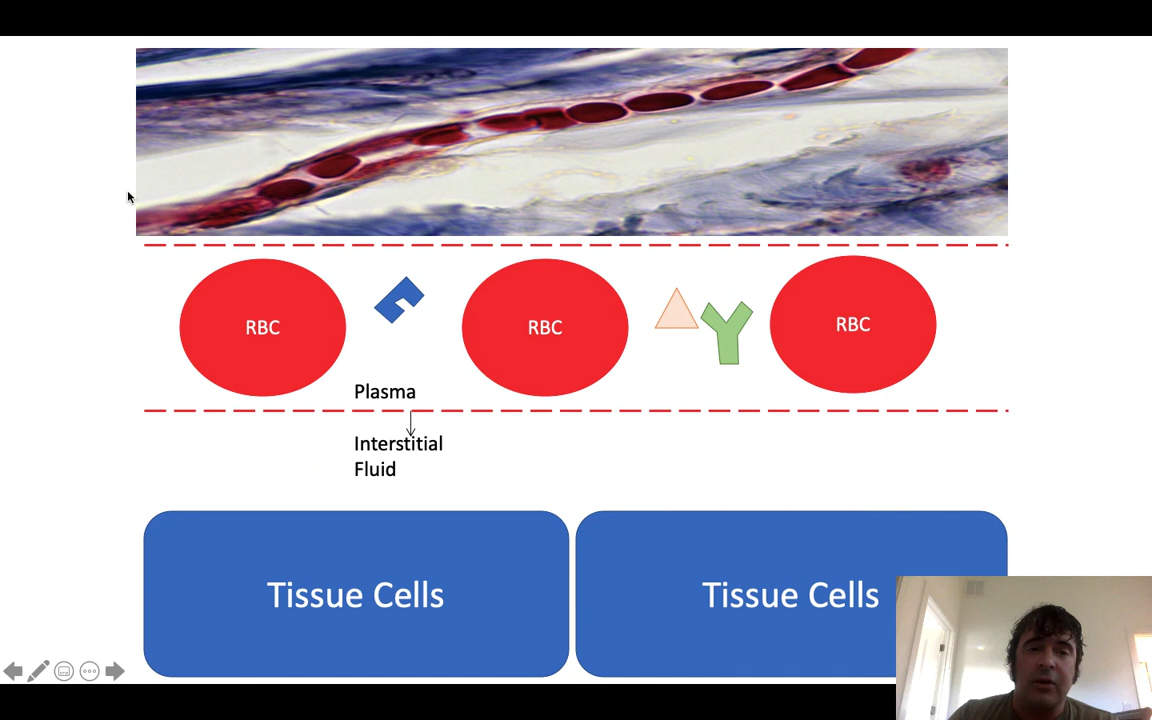 RBC
RBC
RBC
Plasma
Interstitial
Fluid
Tissue Cells
Tissue Cells